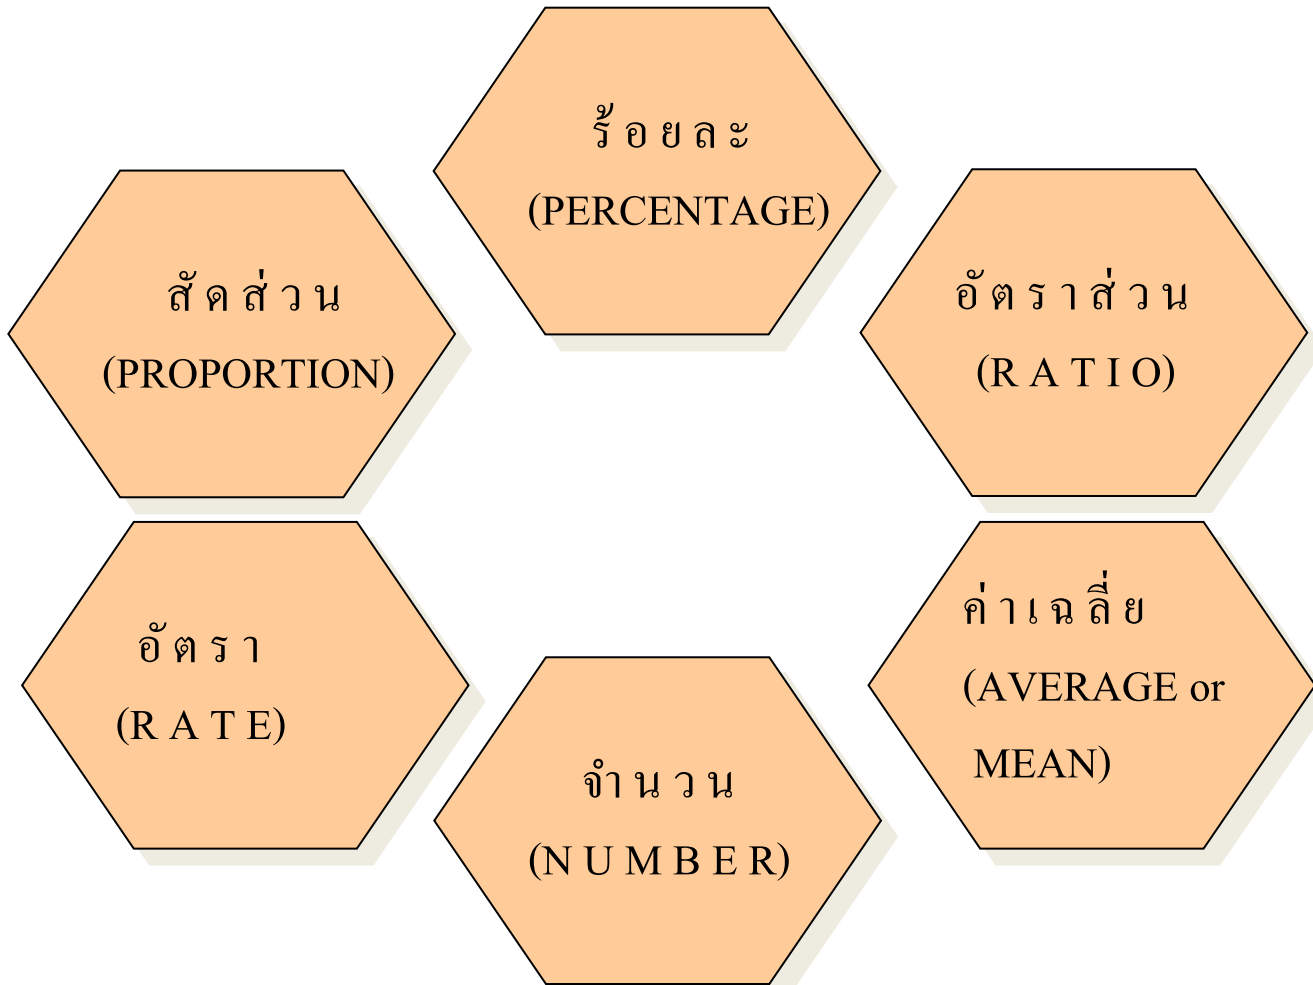 ร้อยละ
(PERCENTAGE)
สัดส่วน
(PROPORTION)
อัตราส่วน
(RATIO)
อัตรา
(RATE)
ค่าเฉลี่ย
(AVERAGE or
MEAN)
จำนวน
(NUMBER)